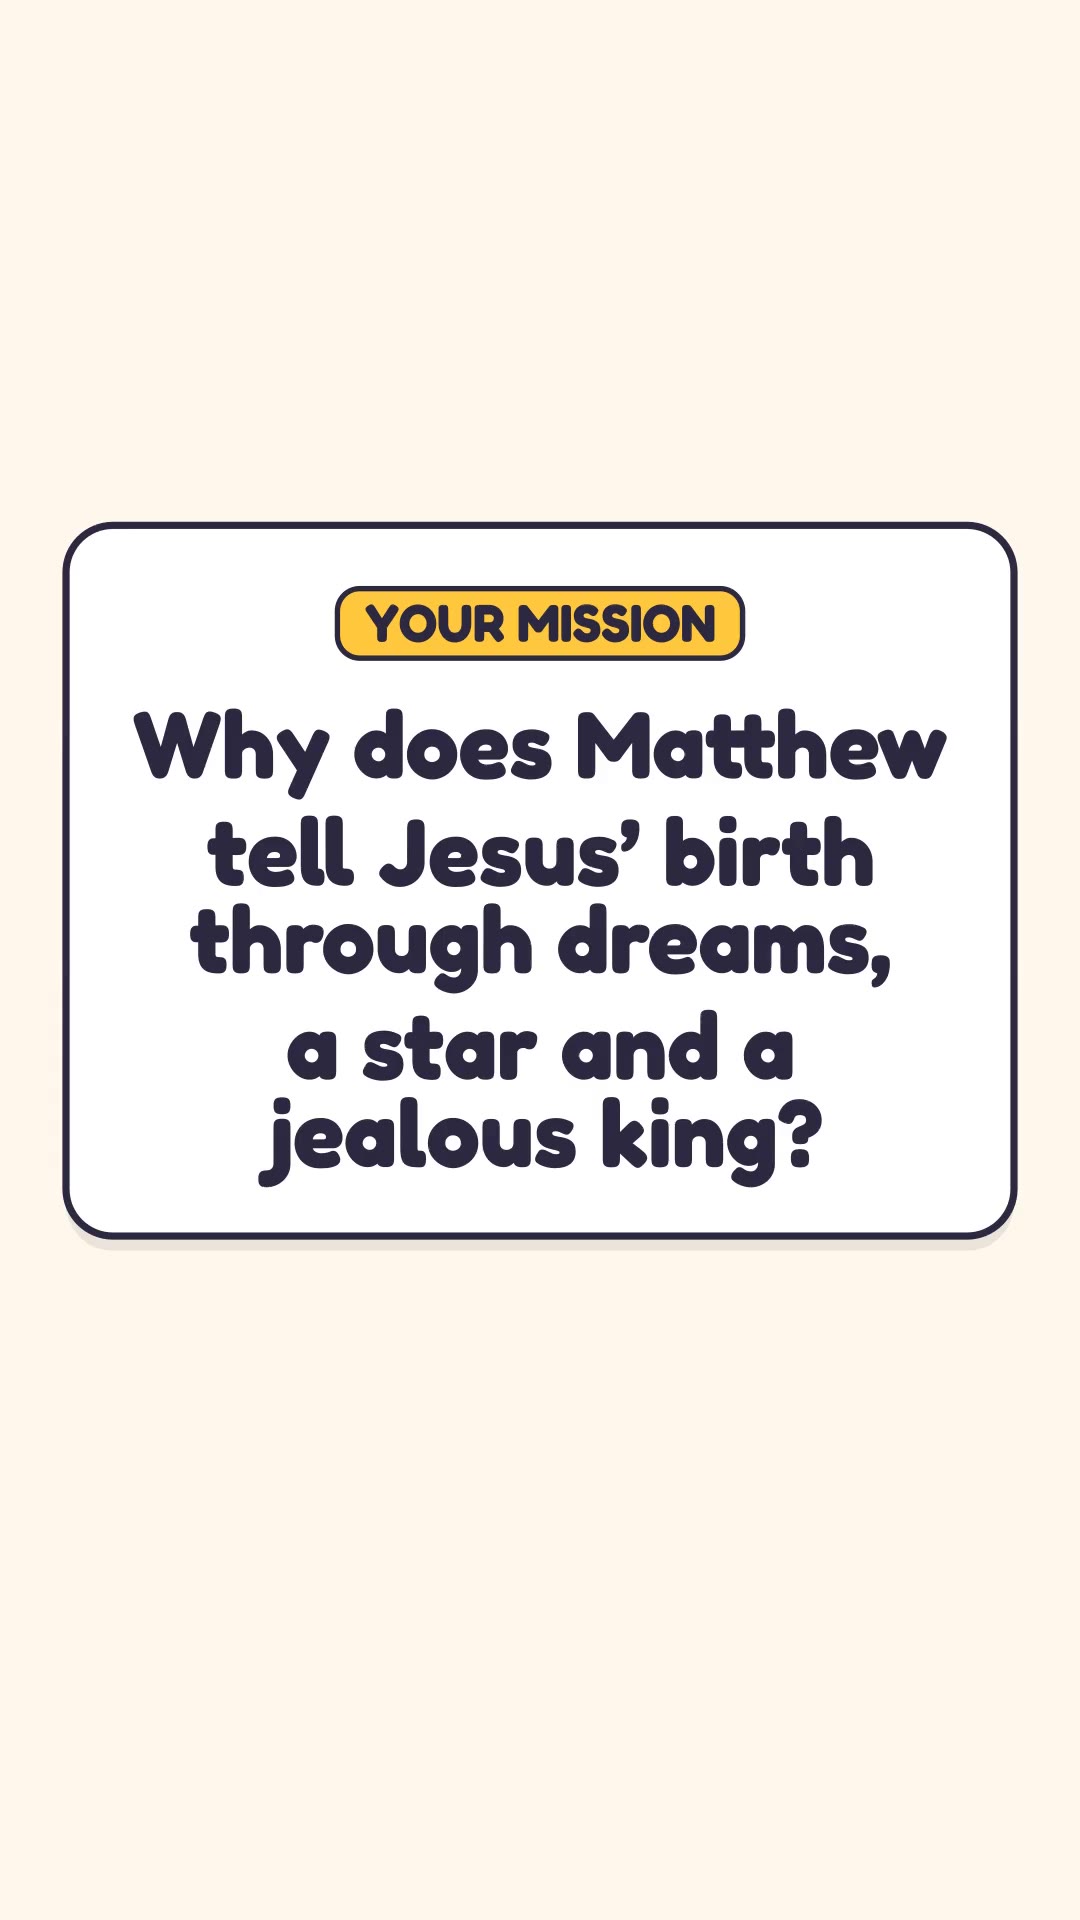 YOUR MISSION
Why does Matthew
tell Jesus’ birth
through dreams,
a star and a
jealous king?